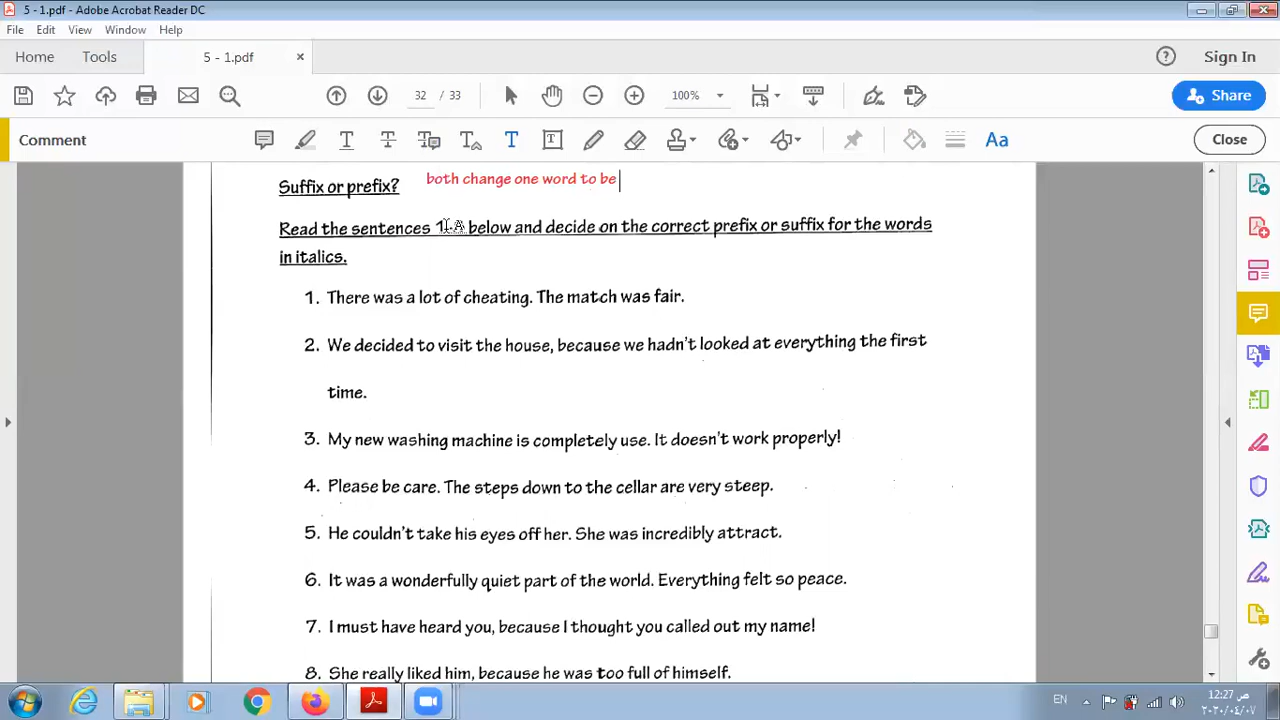 5 - 1.pdf - Adobe Acrobat Reader DC
File Edit View Window Help
Home Tools 5 - 1.pdf × Sign In
32 / 33 100% Share
Comment Close
Suffix or prefix? both change one word to be
Read the sentences 1-A below and decide on the correct prefix or suffix for the words
in italics.
1. There was a lot of cheating. The match was fair.
2. We decided to visit the house, because we hadn't looked at everything the first
time.
3. My new washing machine is completely use. It doesn't work properly!
4. Please be care. The steps down to the cellar are very steep.
5. He couldn't take his eyes off her. She was incredibly attract.
6. It was a wonderfully quiet part of the world. Everything felt so peace.
7. I must have heard you, because I thought you called out my name!
8. She really liked him, because he was too full of himself.
EN 12:27 ص
٢٠٢٠/٠٤/٠٧